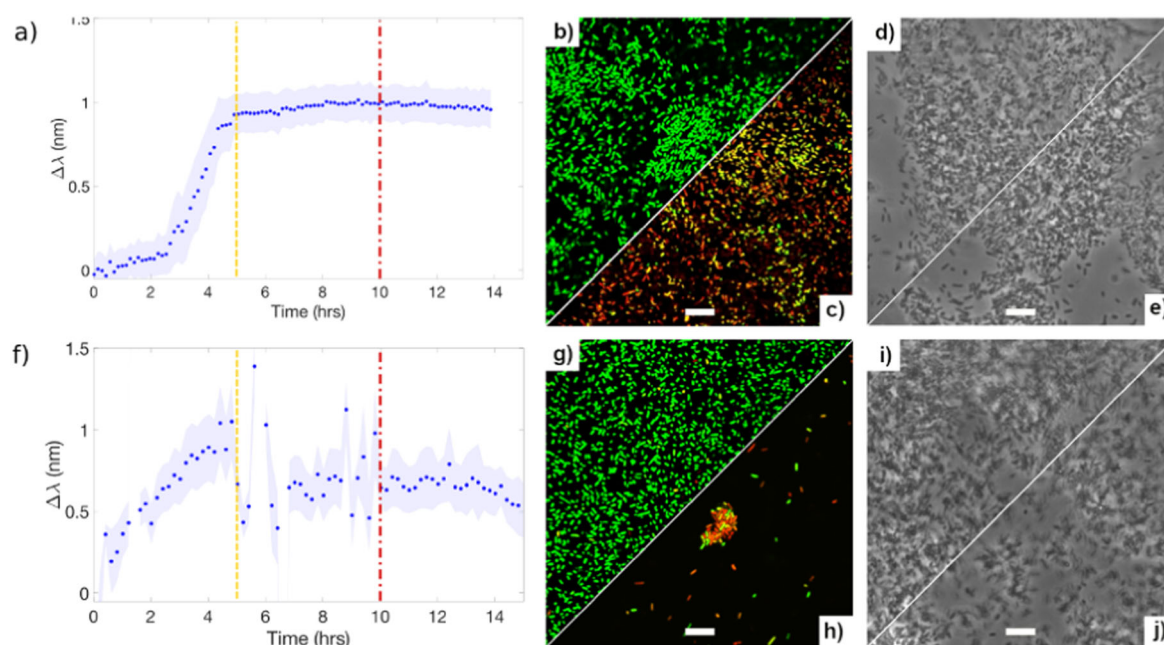 a)
1.5
1
0.5
0
Δλ (nm)
0 2 4 6 8 10 12 14
Time (hrs)
b)
c)
d)
e)
f)
1.5
1
0.5
0
Δλ (nm)
0 2 4 6 8 10 12 14
Time (hrs)
g)
h)
i)
j)